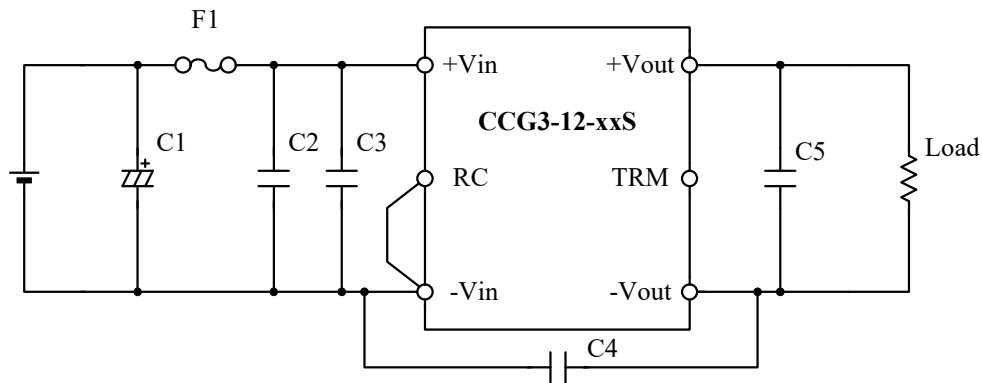 F1
+Vin
+Vout
CCG3-12-xxS
C1
+
C2
C3
C5
Load
RC
TRM
-Vin
-Vout
C4